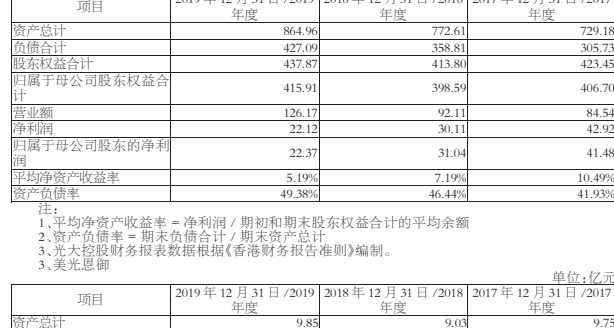 项目 2019 年 12 月 31 日 /2019 2018 年 12 月 31 日 /2018 2017 年 12 月 31 日 /2017
年度 年度 年度
资产总计 864.96 772.61 729.18
负债合计 427.09 358.81 305.73
股东权益合计 437.87 413.80 423.45
归属于母公司股东权益合
计 415.91 398.59 406.70
营业额 126.17 92.11 84.54
净利润 22.12 30.11 42.92
归属于母公司股东的净利
润 22.37 31.04 41.48
平均净资产收益率 5.19% 7.19% 10.49%
资产负债率 49.38% 46.44% 41.93%
注:
1、平均净资产收益率 = 净利润 / 期初和期末股东权益合计的平均余额
2、资产负债率 = 期末负债合计 / 期末资产总计
3、光大控股财务报表数据根据《香港财务报告准则》编制。
3、美光恩御
单位:亿元
项目 2019 年 12 月 31 日 /2019 2018 年 12 月 31 日 /2018 2017 年 12 月 31 日 /2017
年度 年度 年度
资产总计 9.85 9.03 9.75